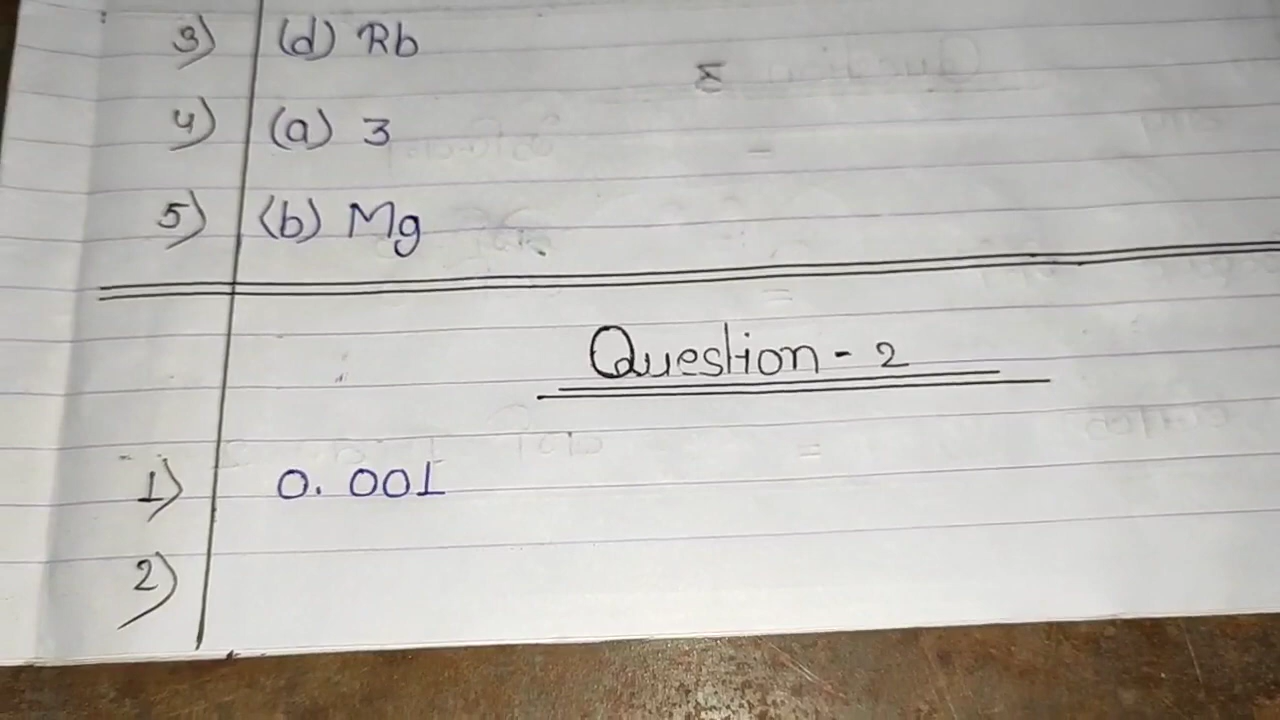 3) (d) Rb
4) (a) 3
5) (b) Mg
Question - 2
1) 0.001
2)